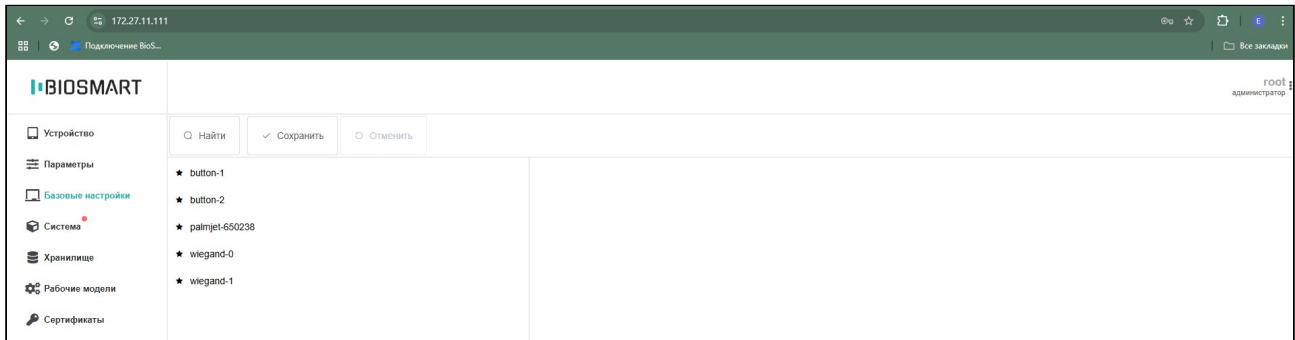 172.27.11.111
Подключение BioS...
Все закладки
BIOSMART
root
администратор
Устройство
Параметры
Базовые настройки
Система
Хранилище
Рабочие модели
Сертификаты
Найти
Сохранить
Отменить
button-1
button-2
palmjet-650238
wiegand-0
wiegand-1